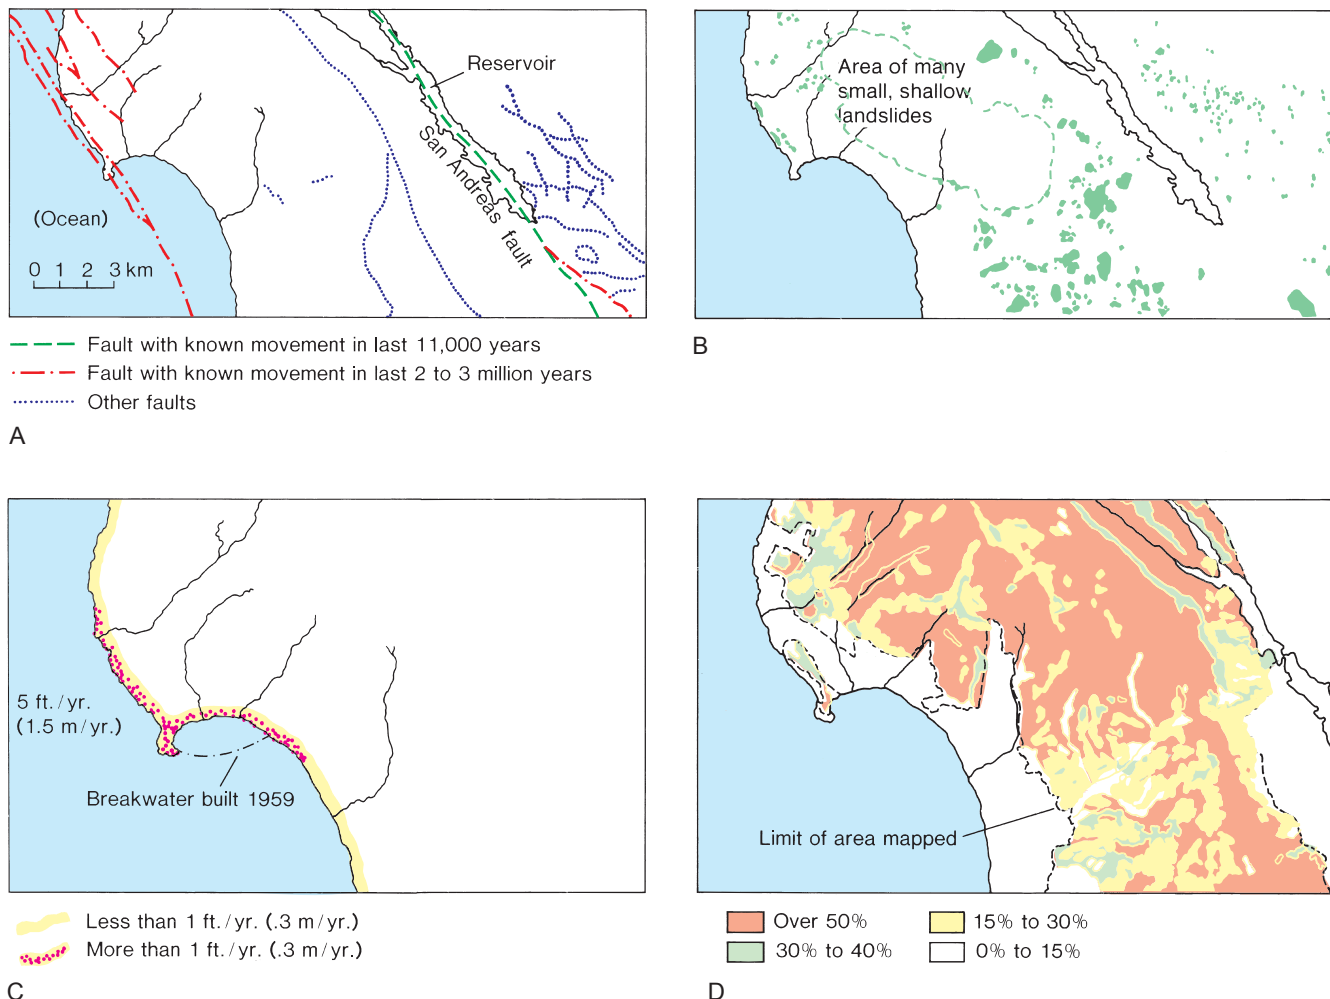 Reservoir
San Andreas fault
(Ocean)
0 1 2 3 km
Fault with known movement in last 11,000 years
Fault with known movement in last 2 to 3 million years
Other faults
A
Area of many
small, shallow
landslides
B
5 ft./yr.
(1.5 m/yr.)
Breakwater built 1959
Less than 1 ft./yr. (.3 m/yr.)
More than 1 ft./yr. (.3 m/yr.)
C
Limit of area mapped
Over 50%
15% to 30%
30% to 40%
0% to 15%
D